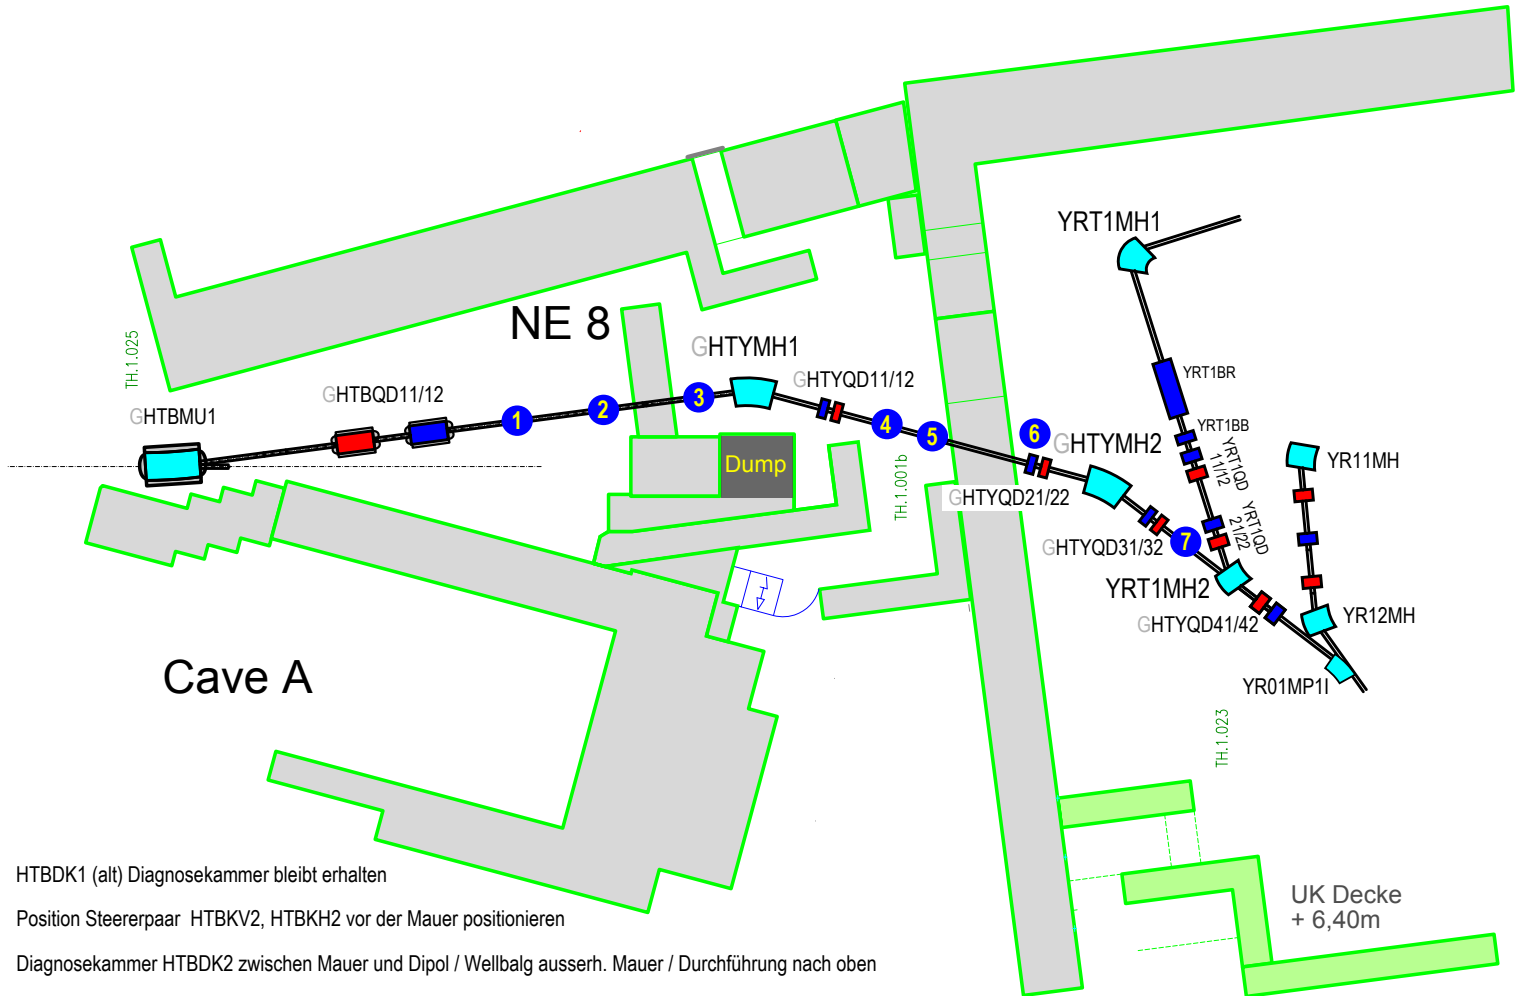 YRT1MH1
NE 8
TH.1.025
GHTYMH1
YRT1BR
GHTYQD11/12
GHTBQD11/12
GHTBMU1
1
2
3
4
5
6
YRT1BB
GHTYMH2
YRT1QD
11/12
YR11MH
Dump
TH.1.001b
GHTYQD21/22
YRT1QD
21/22
GHTYQD31/32
7
YRT1MH2
YR12MH
GHTYQD41/42
Cave A
YR01MP1I
TH.1.023
HTBDK1 (alt) Diagnosekammer bleibt erhalten
Position Steererpaar HTBKV2, HTBKH2 vor der Mauer positionieren
Diagnosekammer HTBDK2 zwischen Mauer und Dipol / Wellbalg ausserh. Mauer / Durchführung nach oben
UK Decke
+ 6,40m